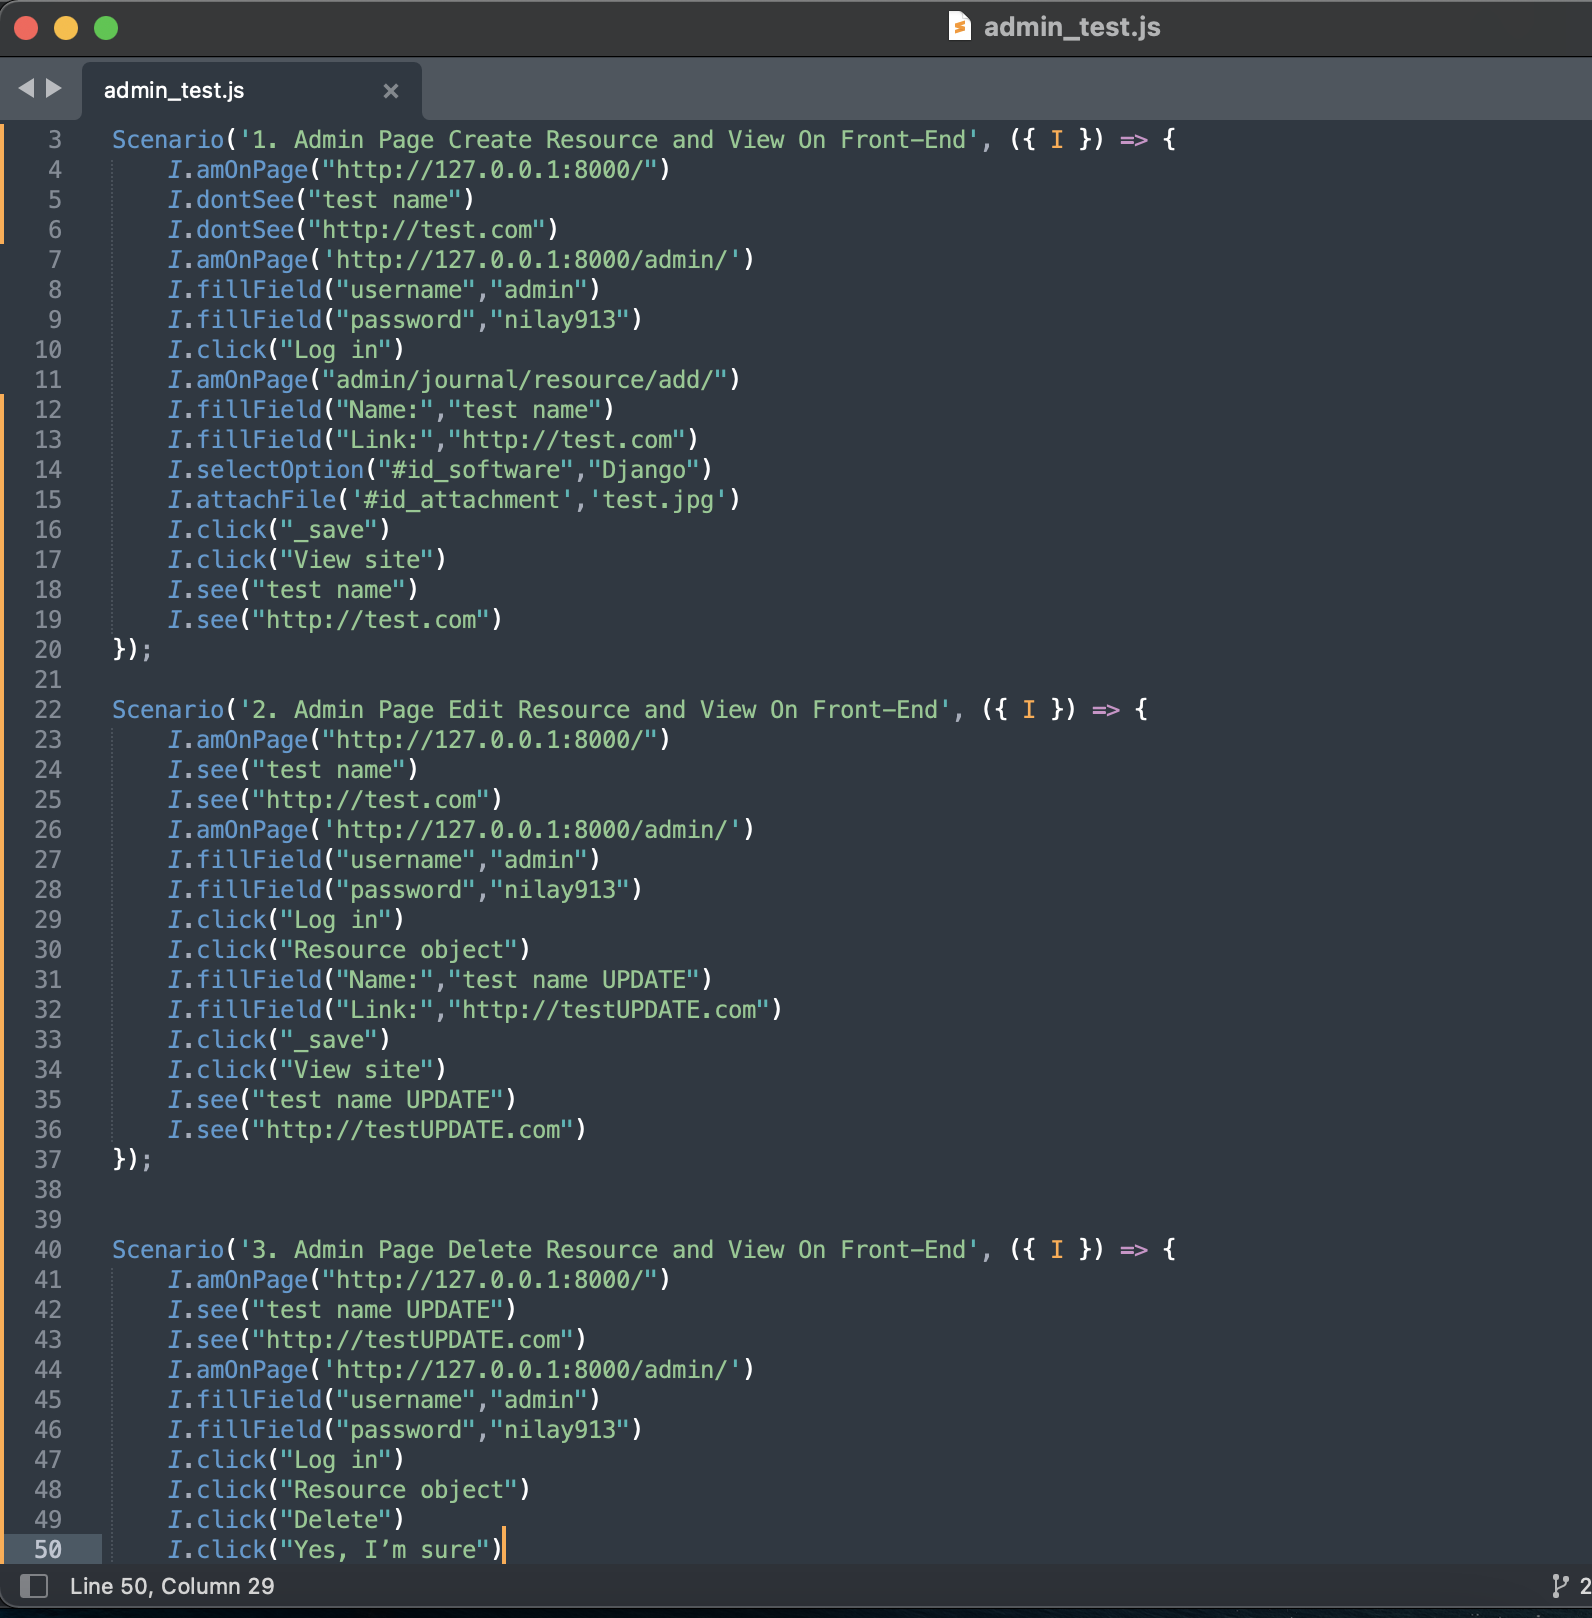 admin_test.js
admin_test.js ×
3 Scenario('1. Admin Page Create Resource and View On Front-End', ({ I }) => {
4 I.amOnPage("http://127.0.0.1:8000/")
5 I.dontSee("test name")
6 I.dontSee("http://test.com")
7 I.amOnPage('http://127.0.0.1:8000/admin/')
8 I.fillField("username","admin")
9 I.fillField("password","nilay913")
10 I.click("Log in")
11 I.amOnPage("admin/journal/resource/add/")
12 I.fillField("Name:","test name")
13 I.fillField("Link:","http://test.com")
14 I.selectOption("#id_software","Django")
15 I.attachFile('#id_attachment','test.jpg')
16 I.click("_save")
17 I.click("View site")
18 I.see("test name")
19 I.see("http://test.com")
20 });
21
22 Scenario('2. Admin Page Edit Resource and View On Front-End', ({ I }) => {
23 I.amOnPage("http://127.0.0.1:8000/")
24 I.see("test name")
25 I.see("http://test.com")
26 I.amOnPage('http://127.0.0.1:8000/admin/')
27 I.fillField("username","admin")
28 I.fillField("password","nilay913")
29 I.click("Log in")
30 I.click("Resource object")
31 I.fillField("Name:","test name UPDATE")
32 I.fillField("Link:","http://testUPDATE.com")
33 I.click("_save")
34 I.click("View site")
35 I.see("test name UPDATE")
36 I.see("http://testUPDATE.com")
37 });
38
39
40 Scenario('3. Admin Page Delete Resource and View On Front-End', ({ I }) => {
41 I.amOnPage("http://127.0.0.1:8000/")
42 I.see("test name UPDATE")
43 I.see("http://testUPDATE.com")
44 I.amOnPage('http://127.0.0.1:8000/admin/')
45 I.fillField("username","admin")
46 I.fillField("password","nilay913")
47 I.click("Log in")
48 I.click("Resource object")
49 I.click("Delete")
50 I.click("Yes, I’m sure")
Line 50, Column 29 2